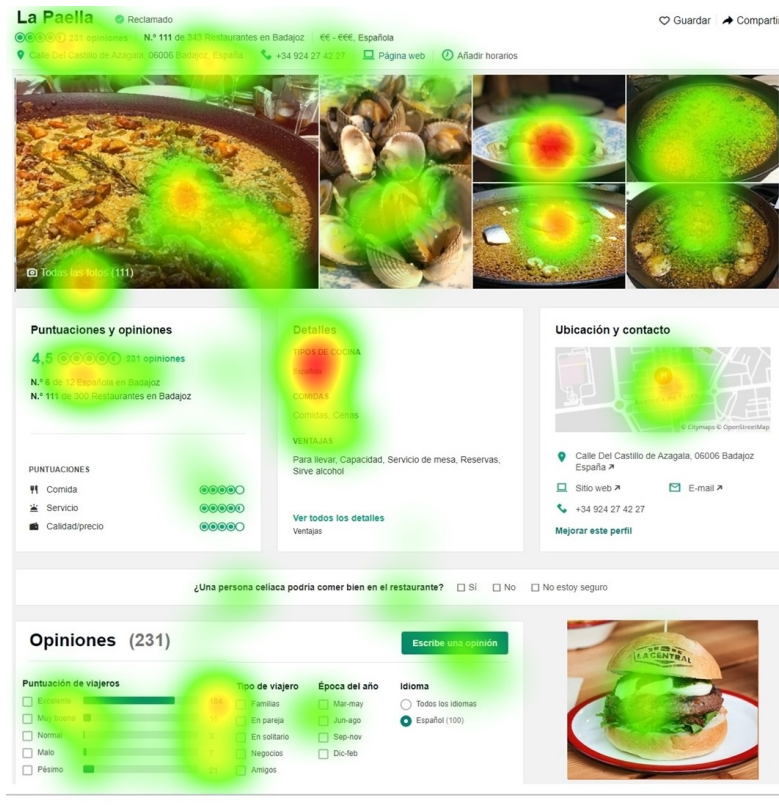 La Paella Reclamado Guardar Compartir
231 opiniones N.º 111 de 343 Restaurantes en Badajoz €€ - €€€, Española
Calle Del Castillo de Azagala, 06006 Badajoz, España +34 924 27 42 27 Página web Añadir horarios
Todas las fotos (111)
Puntuaciones y opiniones
4,5 231 opiniones
N.º 6 de 12 Española en Badajoz
N.º 111 de 300 Restaurantes en Badajoz
PUNTUACIONES
Comida
Servicio
Calidad/precio
Detalles
TIPOS DE COCINA
Española
COMIDAS
Comidas, Cenas
VENTAJAS
Para llevar, Capacidad, Servicio de mesa, Reservas,
Sirve alcohol
Ver todos los detalles
Ventajas
Ubicación y contacto
© Citymaps © OpenStreetMap
Calle Del Castillo de Azagala, 06006 Badajoz
España
Sitio web E-mail
+34 924 27 42 27
Mejorar este perfil
¿Una persona celíaca podría comer bien en el restaurante? Sí No No estoy seguro
Opiniones (231)
Escribe una opinión
Puntuación de viajeros
Excelente 184
Muy bueno
Normal
Malo 7
Pésimo 21
Tipo de viajero
Familias
En pareja
En solitario
Negocios
Amigos
Época del año
Mar-may
Jun-ago
Sep-nov
Dic-feb
Idioma
Todos los idiomas
Español (100)
LACENTRAL